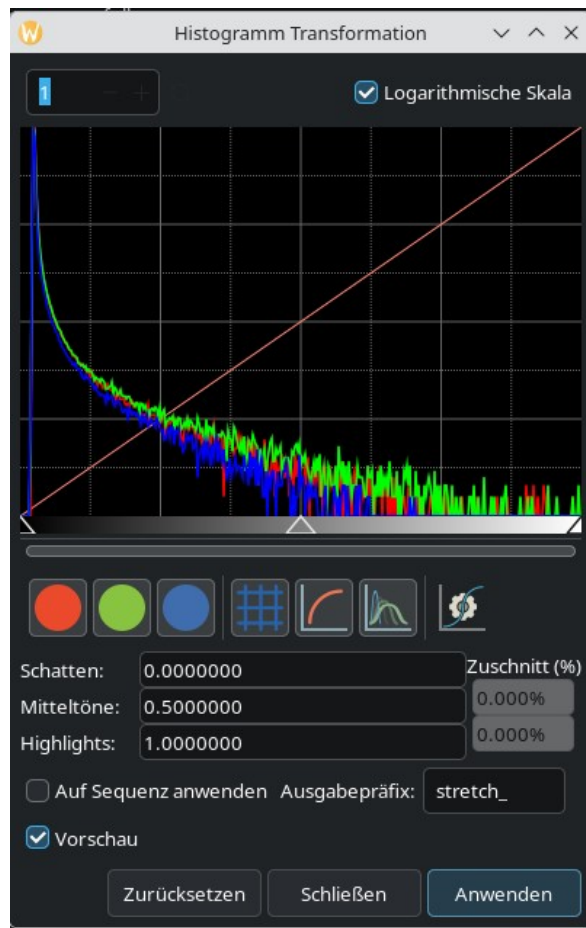 Histogramm Transformation
1
Logarithmische Skala
Schatten:
0.0000000
Zuschnitt (%)
Mitteltöne:
0.5000000
0.000%
Highlights:
1.0000000
0.000%
Auf Sequenz anwenden
Ausgabepräfix:
stretch_
Vorschau
Zurücksetzen
Schließen
Anwenden